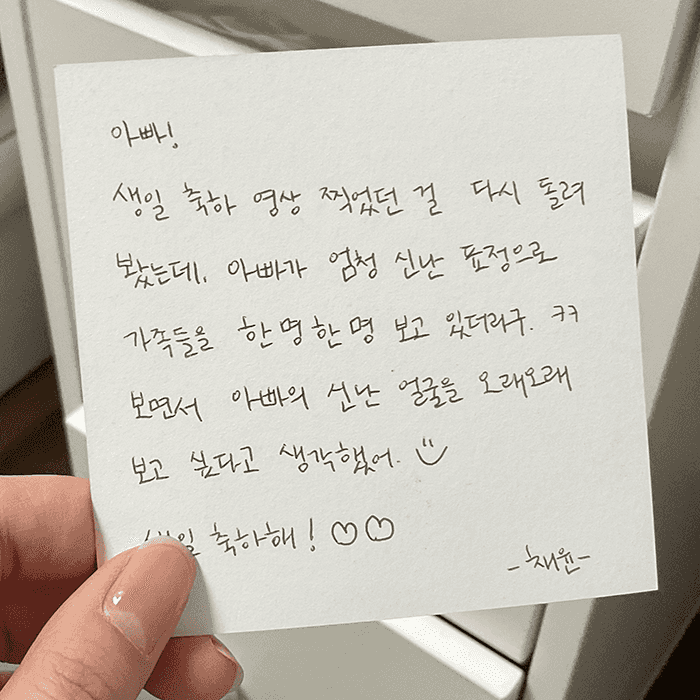 아빠!
생일 축하 영상 찍었던 걸 다시 돌려
봤는데, 아빠가 엄청 신난 표정으로
가족들을 한명한명 보고 있더라구. ㅋㅋ
보면서 아빠의 신난 얼굴을 오래오래
보고 싶다고 생각했어.
생일 축하해! ♡♡
-채윤-